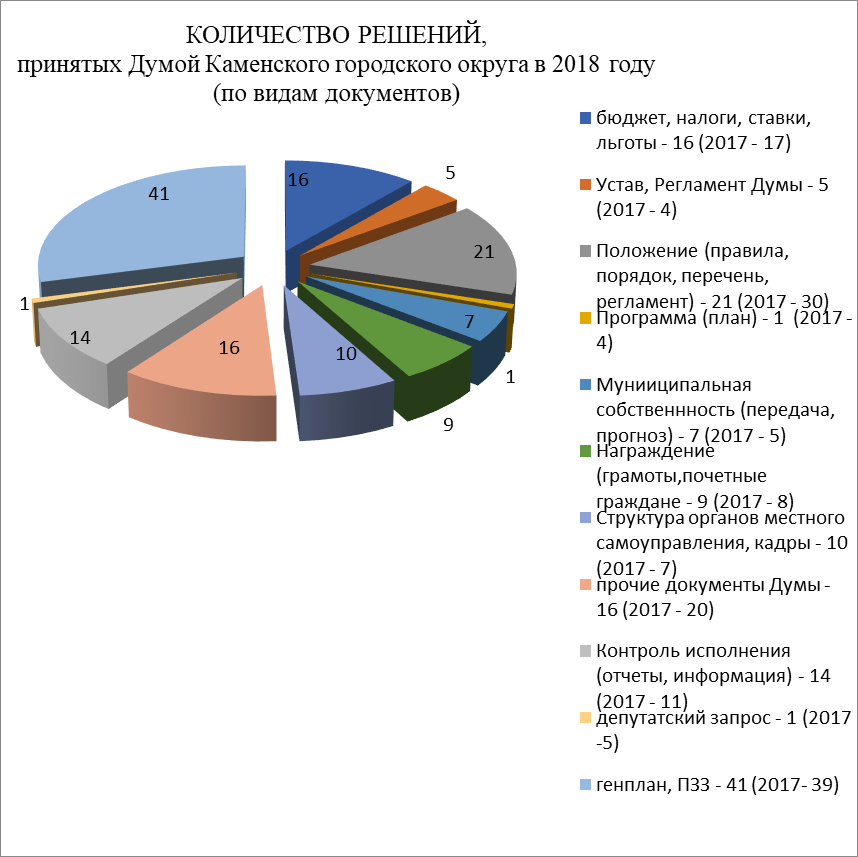 КОЛИЧЕСТВО РЕШЕНИЙ,
принятых Думой Каменского городского округа в 2018 году
(по видам документов)
16
5
21
1
7
9
10
16
14
1
41
бюджет, налоги, ставки,
льготы - 16 (2017 - 17)
Устав, Регламент Думы - 5
(2017 - 4)
Положение (правила,
порядок, перечень,
регламент) - 21 (2017 - 30)
Программа (план) - 1 (2017 -
4)
Мунииципальная
собственнность (передача,
прогноз) - 7 (2017 - 5)
Награждение
(грамоты,почетные
граждане - 9 (2017 - 8)
Структура органов местного
самоуправления, кадры - 10
(2017 - 7)
прочие документы Думы -
16 (2017 - 20)
Контроль исполнения
(отчеты, информация) - 14
(2017 - 11)
депутатский запрос - 1 (2017
-5)
генплан, ПЗЗ - 41 (2017- 39)